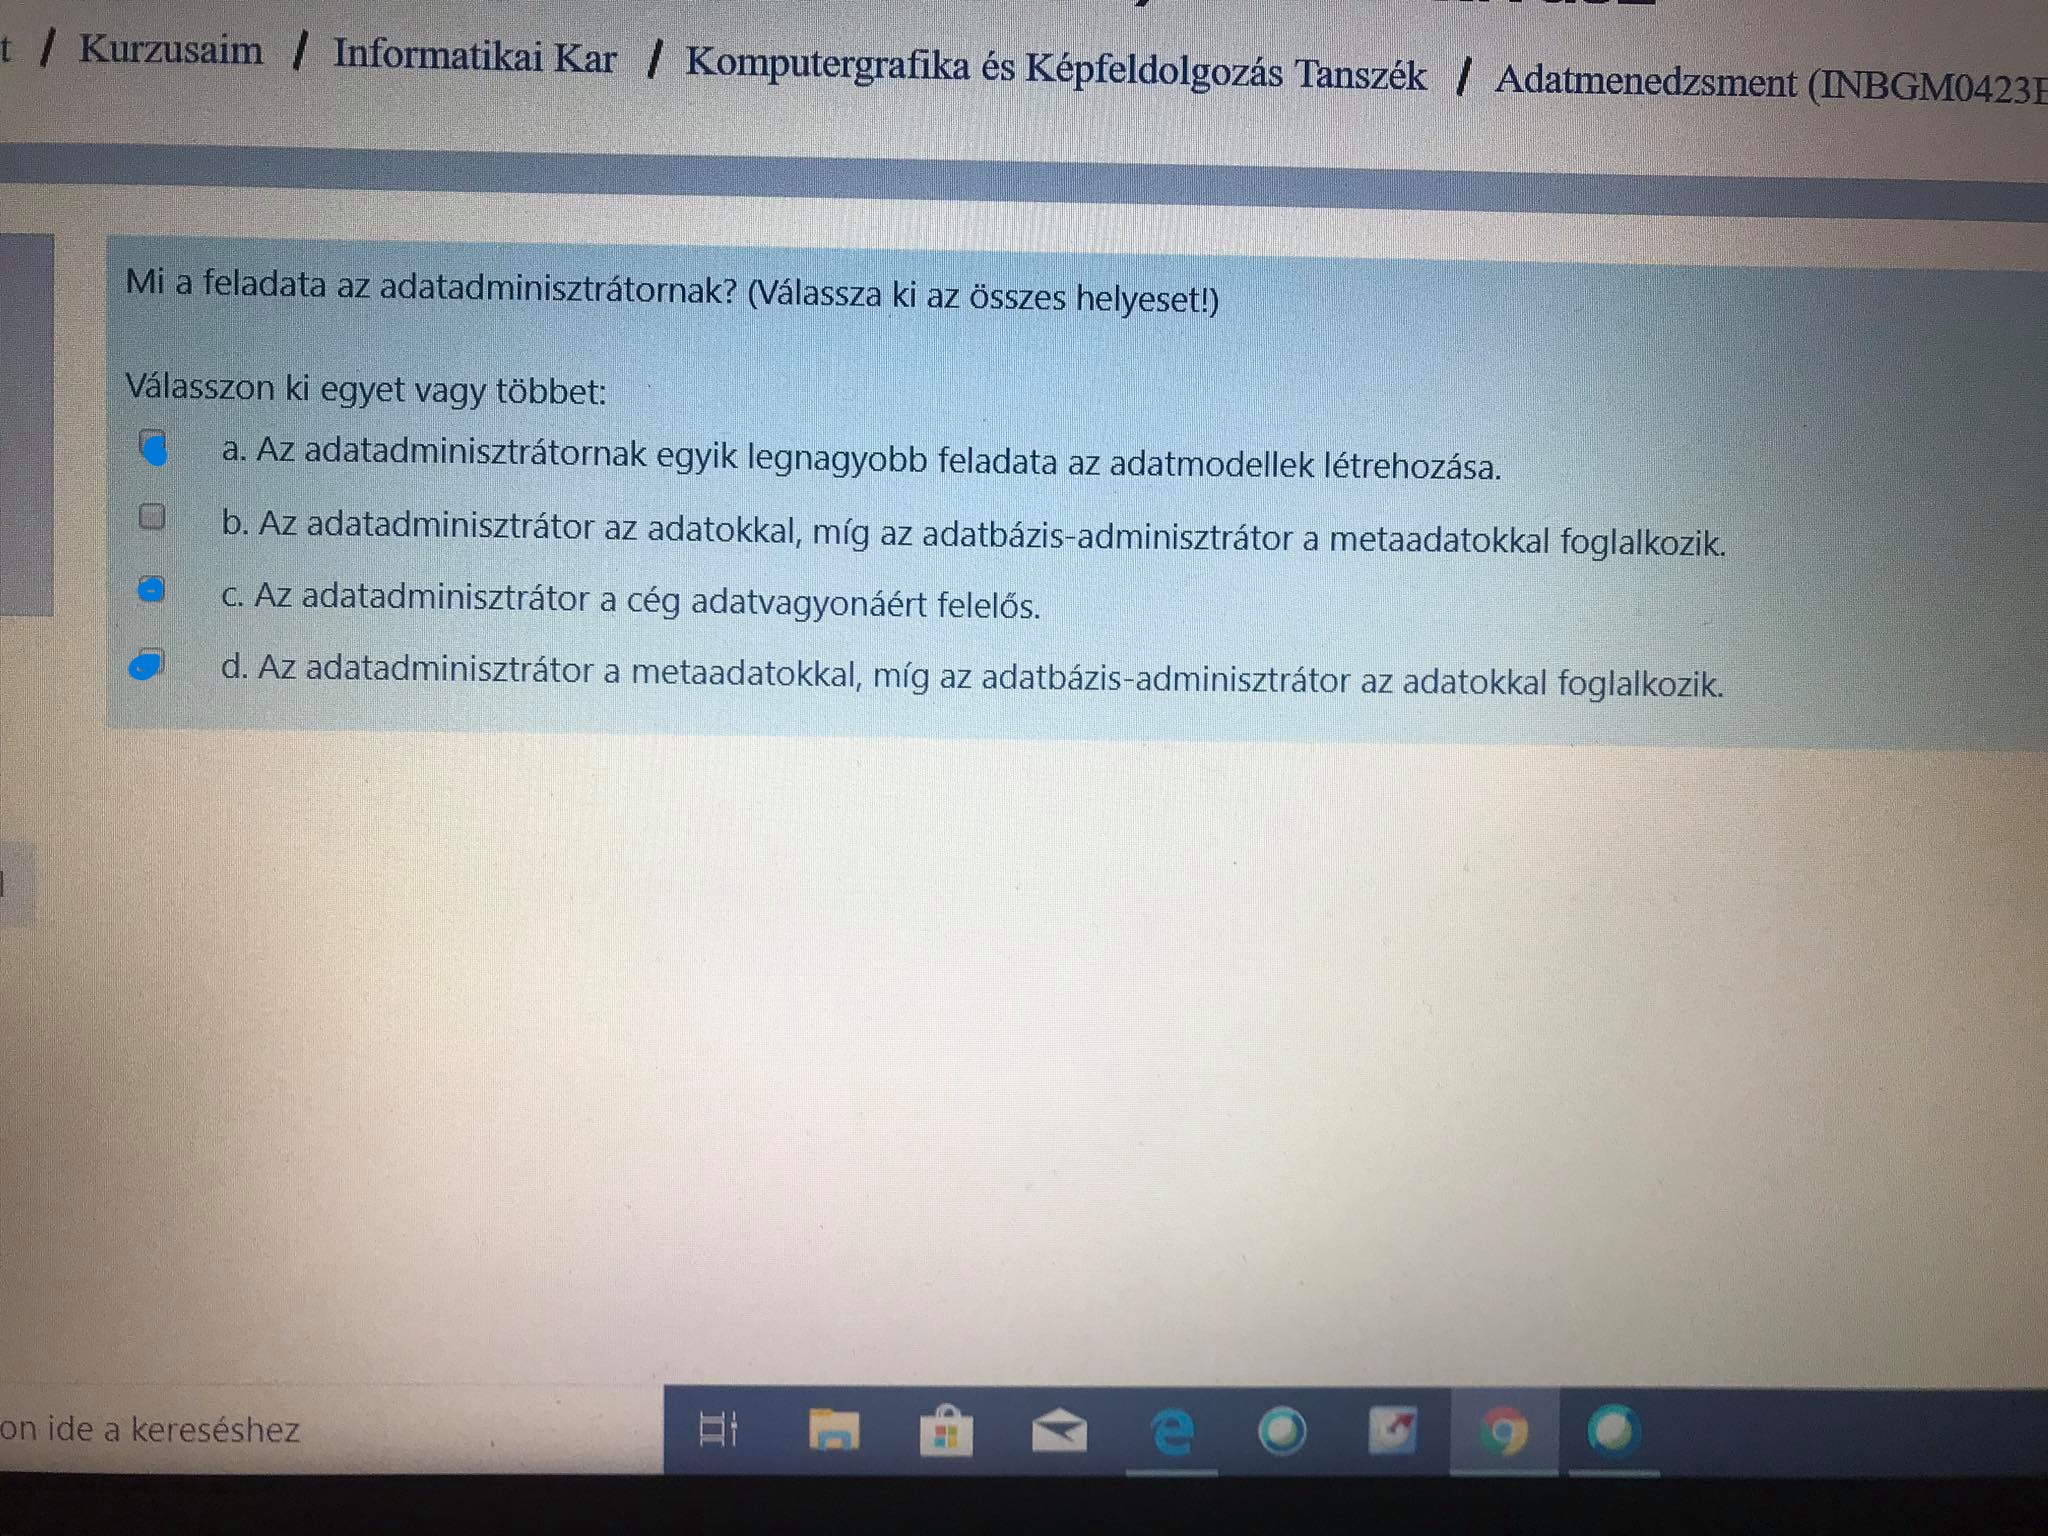 t / Kurzusaim / Informatikai Kar / Komputergrafika és Képfeldolgozás Tanszék / Adatmenedzsment (INBGM0423E
Mi a feladata az adatadminisztrátornak? (Válassza ki az összes helyeset!)
Válasszon ki egyet vagy többet:
a. Az adatadminisztrátornak egyik legnagyobb feladata az adatmodellek létrehozása.
b. Az adatadminisztrátor az adatokkal, míg az adatbázis-adminisztrátor a metaadatokkal foglalkozik.
c. Az adatadminisztrátor a cég adatvagyonáért felelős.
d. Az adatadminisztrátor a metaadatokkal, míg az adatbázis-adminisztrátor az adatokkal foglalkozik.
on ide a kereséshez